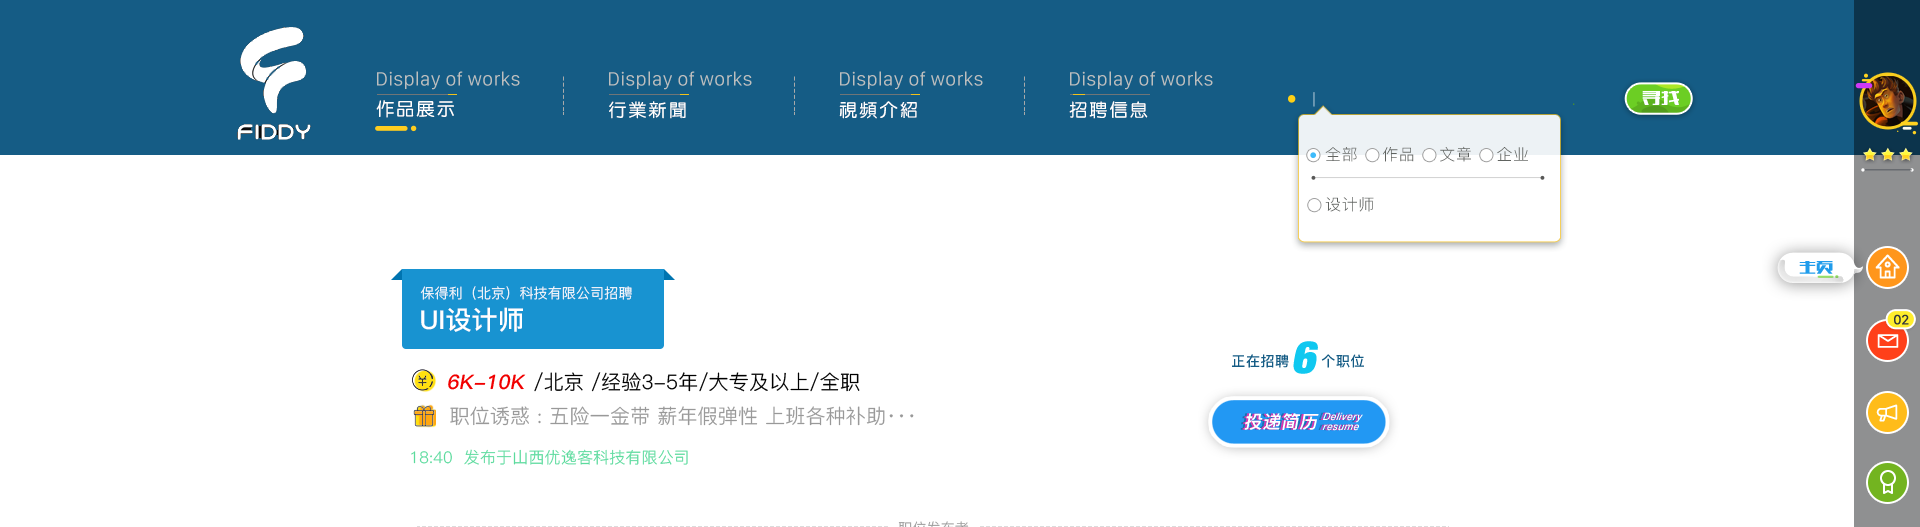 FIDDY
Display of works
作品展示
Display of works
行業新聞
Display of works
視頻介紹
Display of works
招聘信息
寻找
全部 作品 文章 企业
设计师
主页
02
保得利（北京）科技有限公司招聘
UI设计师
6K-10K /北京 /经验3-5年/大专及以上/全职
职位诱惑：五险一金带 薪年假弹性 上班各种补助···
18:40 发布于山西优逸客科技有限公司
正在招聘6个职位
投递简历 Delivery
resume
职位发布者